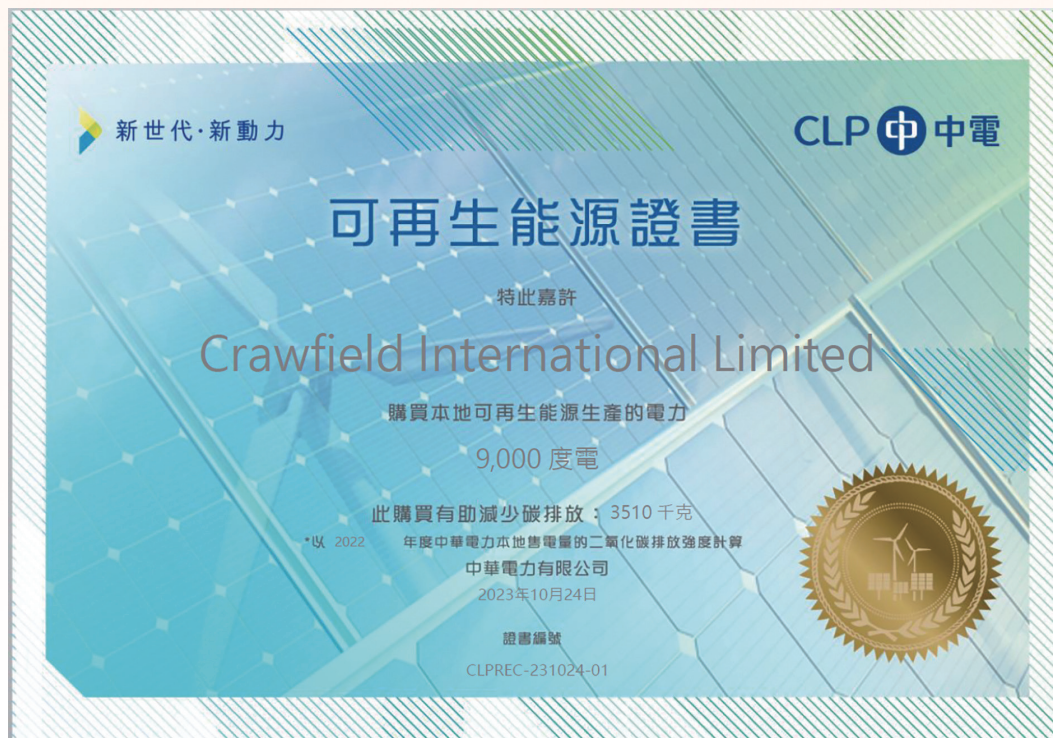 新世代·新動力
CLP 中 中電
可再生能源證書
特此嘉許
Crawfield International Limited
購買本地可再生能源生產的電力
9,000 度電
此購買有助減少碳排放：3510 千克
*以 2022 年度中華電力本地售電量的二氧化碳排放強度計算
中華電力有限公司
2023年10月24日
證書編號
CLPREC-231024-01